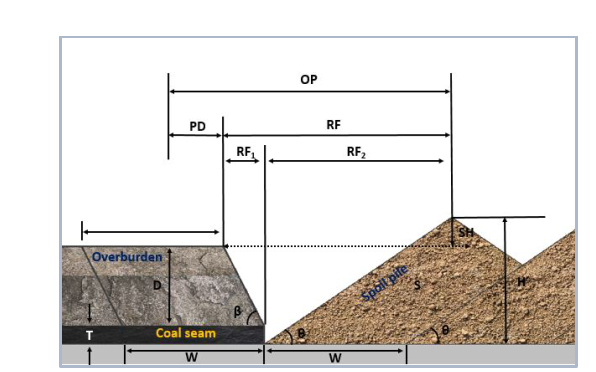 OP
PD
RF
RF₁
RF₂
SH
Overburden
D
Spoil pile
S
H
β
T
Coal seam
θ
θ
W
W